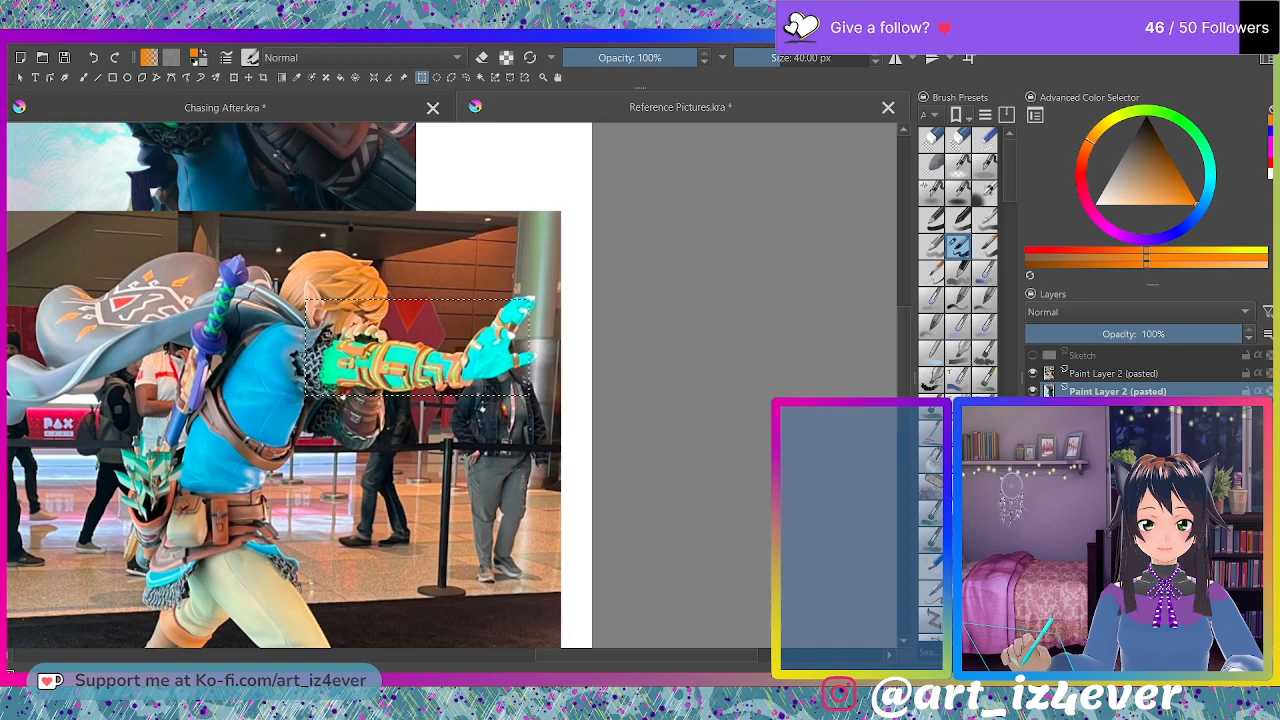 Give a follow?
46 / 50 Followers
Normal
Opacity: 100%
Size: 40.00 px
Chasing After.kra *
Reference Pictures.kra *
Brush Presets
Advanced Color Selector
A
Layers
Normal
Opacity: 100%
Sketch
Paint Layer 2 (pasted)
Paint Layer 2 (pasted)
PAX
Sea...
Support me at Ko-fi.com/art_iz4ever
@art_iz4ever